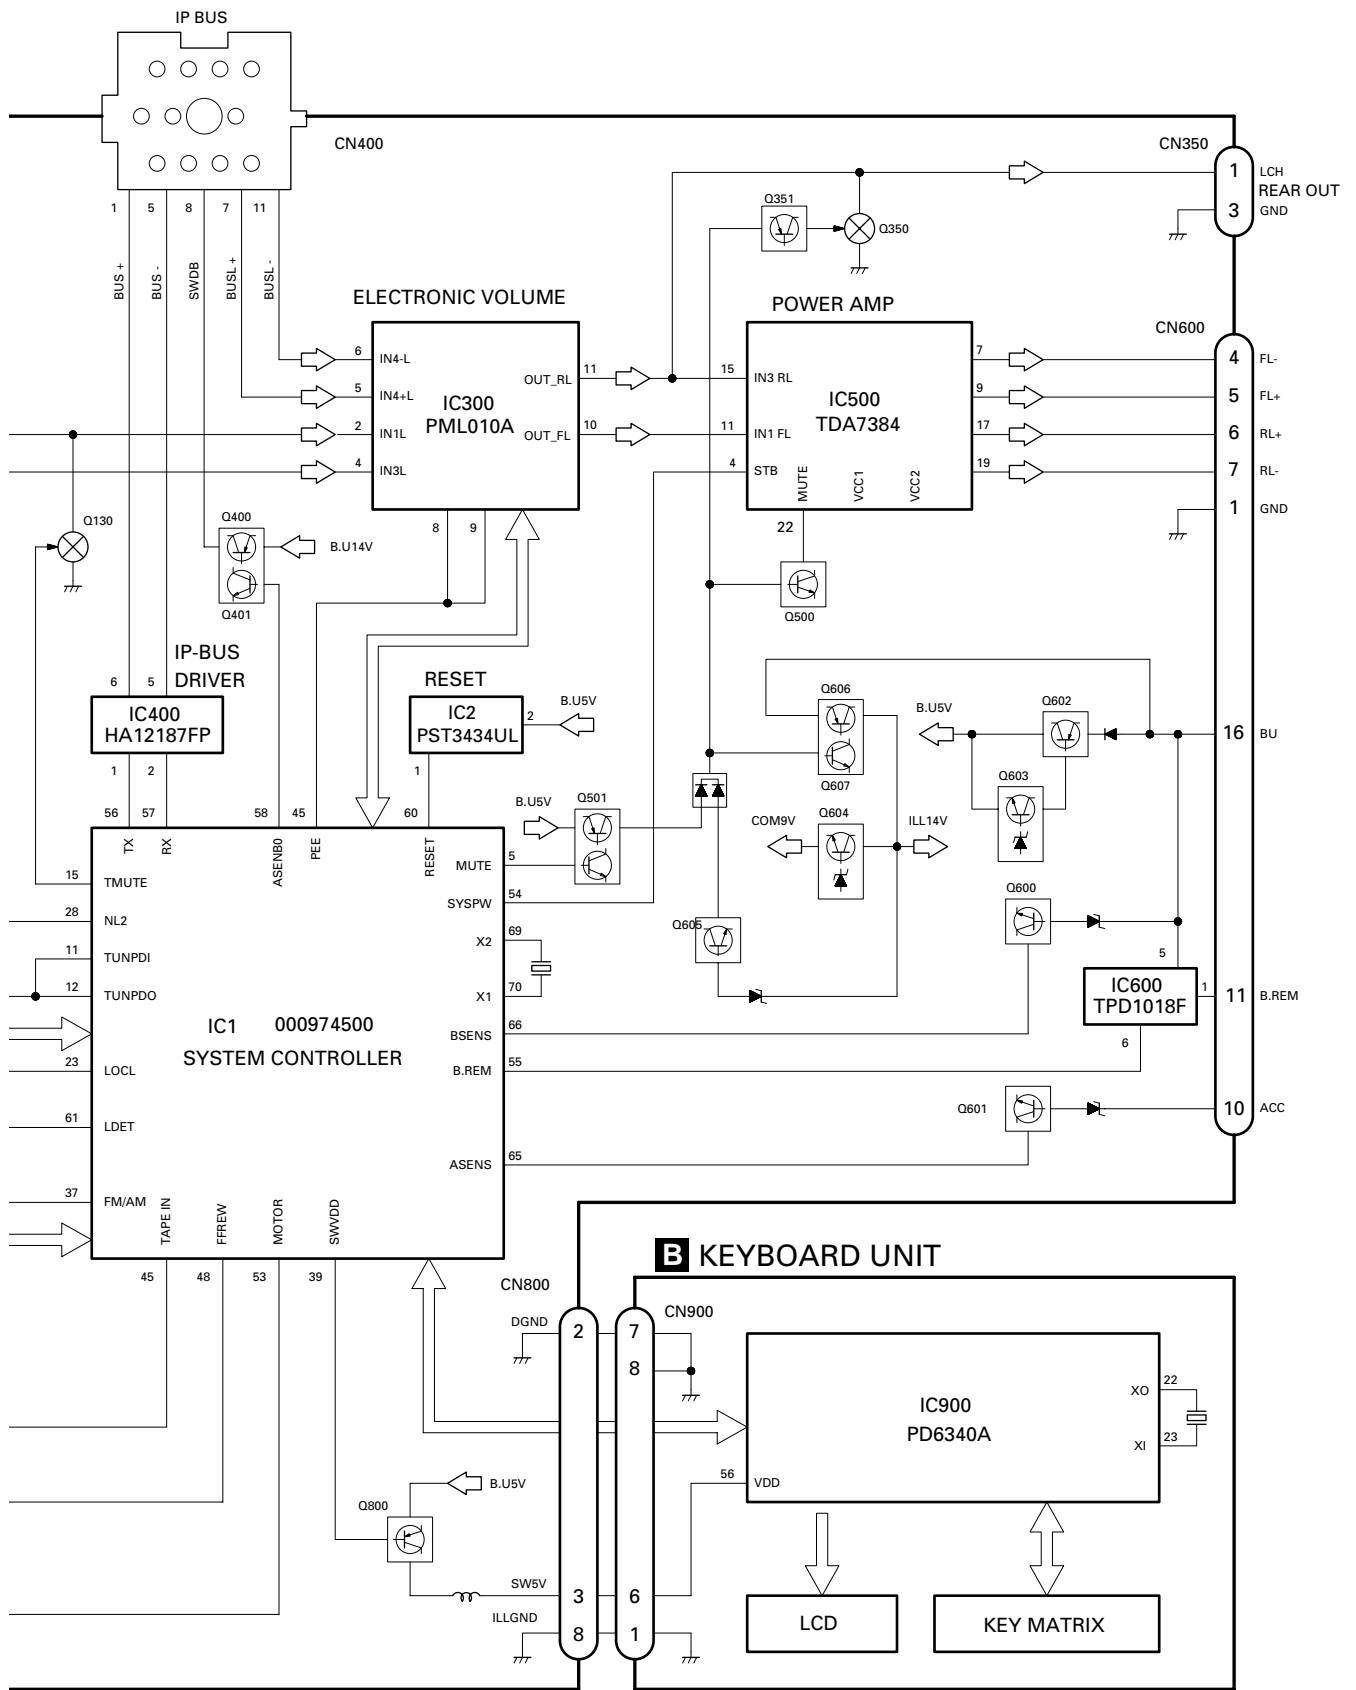 IP BUS
CN400
CN350
1 LCH
REAR OUT
3 GND
1 5 8 7 11
BUS +
BUS -
SWDB
BUSL +
BUSL -
Q351
Q350
ELECTRONIC VOLUME
6 IN4-L
5 IN4+L
2 IN1L
4 IN3L
IC300
PML010A
OUT_RL 11
OUT_FL 10
8 9
POWER AMP
15 IN3 RL
11 IN1 FL
4 STB
IC500
TDA7384
MUTE
VCC1
VCC2
22
7
9
17
19
CN600
4 FL-
5 FL+
6 RL+
7 RL-
1 GND
Q130
Q400
B.U14V
Q401
Q500
IP-BUS
DRIVER
6 5
IC400
HA12187FP
1 2
RESET
IC2
PST3434UL
2 B.U5V
1
Q606
Q607
B.U5V
Q602
Q603
16 BU
B.U5V
Q501
COM9V
Q604
ILL14V
Q605
Q600
5
IC600
TPD1018F
1
6
11 B.REM
Q601
10 ACC
56 57 58 45 60
TX
RX
ASENB0
PEE
RESET
15 TMUTE
28 NL2
11 TUNPDI
12 TUNPDO
23 LOCL
61 LDET
37 FM/AM
IC1 000974500
SYSTEM CONTROLLER
MUTE 5
SYSPW 54
X2 69
X1 70
BSENS 66
B.REM 55
ASENS 65
TAPE IN
FFREW
MOTOR
SWVDD
45 48 53 39
B KEYBOARD UNIT
CN800
CN900
DGND 2 7
8
IC900
PD6340A
XO 22
XI 23
56 VDD
B.U5V
Q800
SW5V 3 6
ILLGND 8 1
LCD
KEY MATRIX